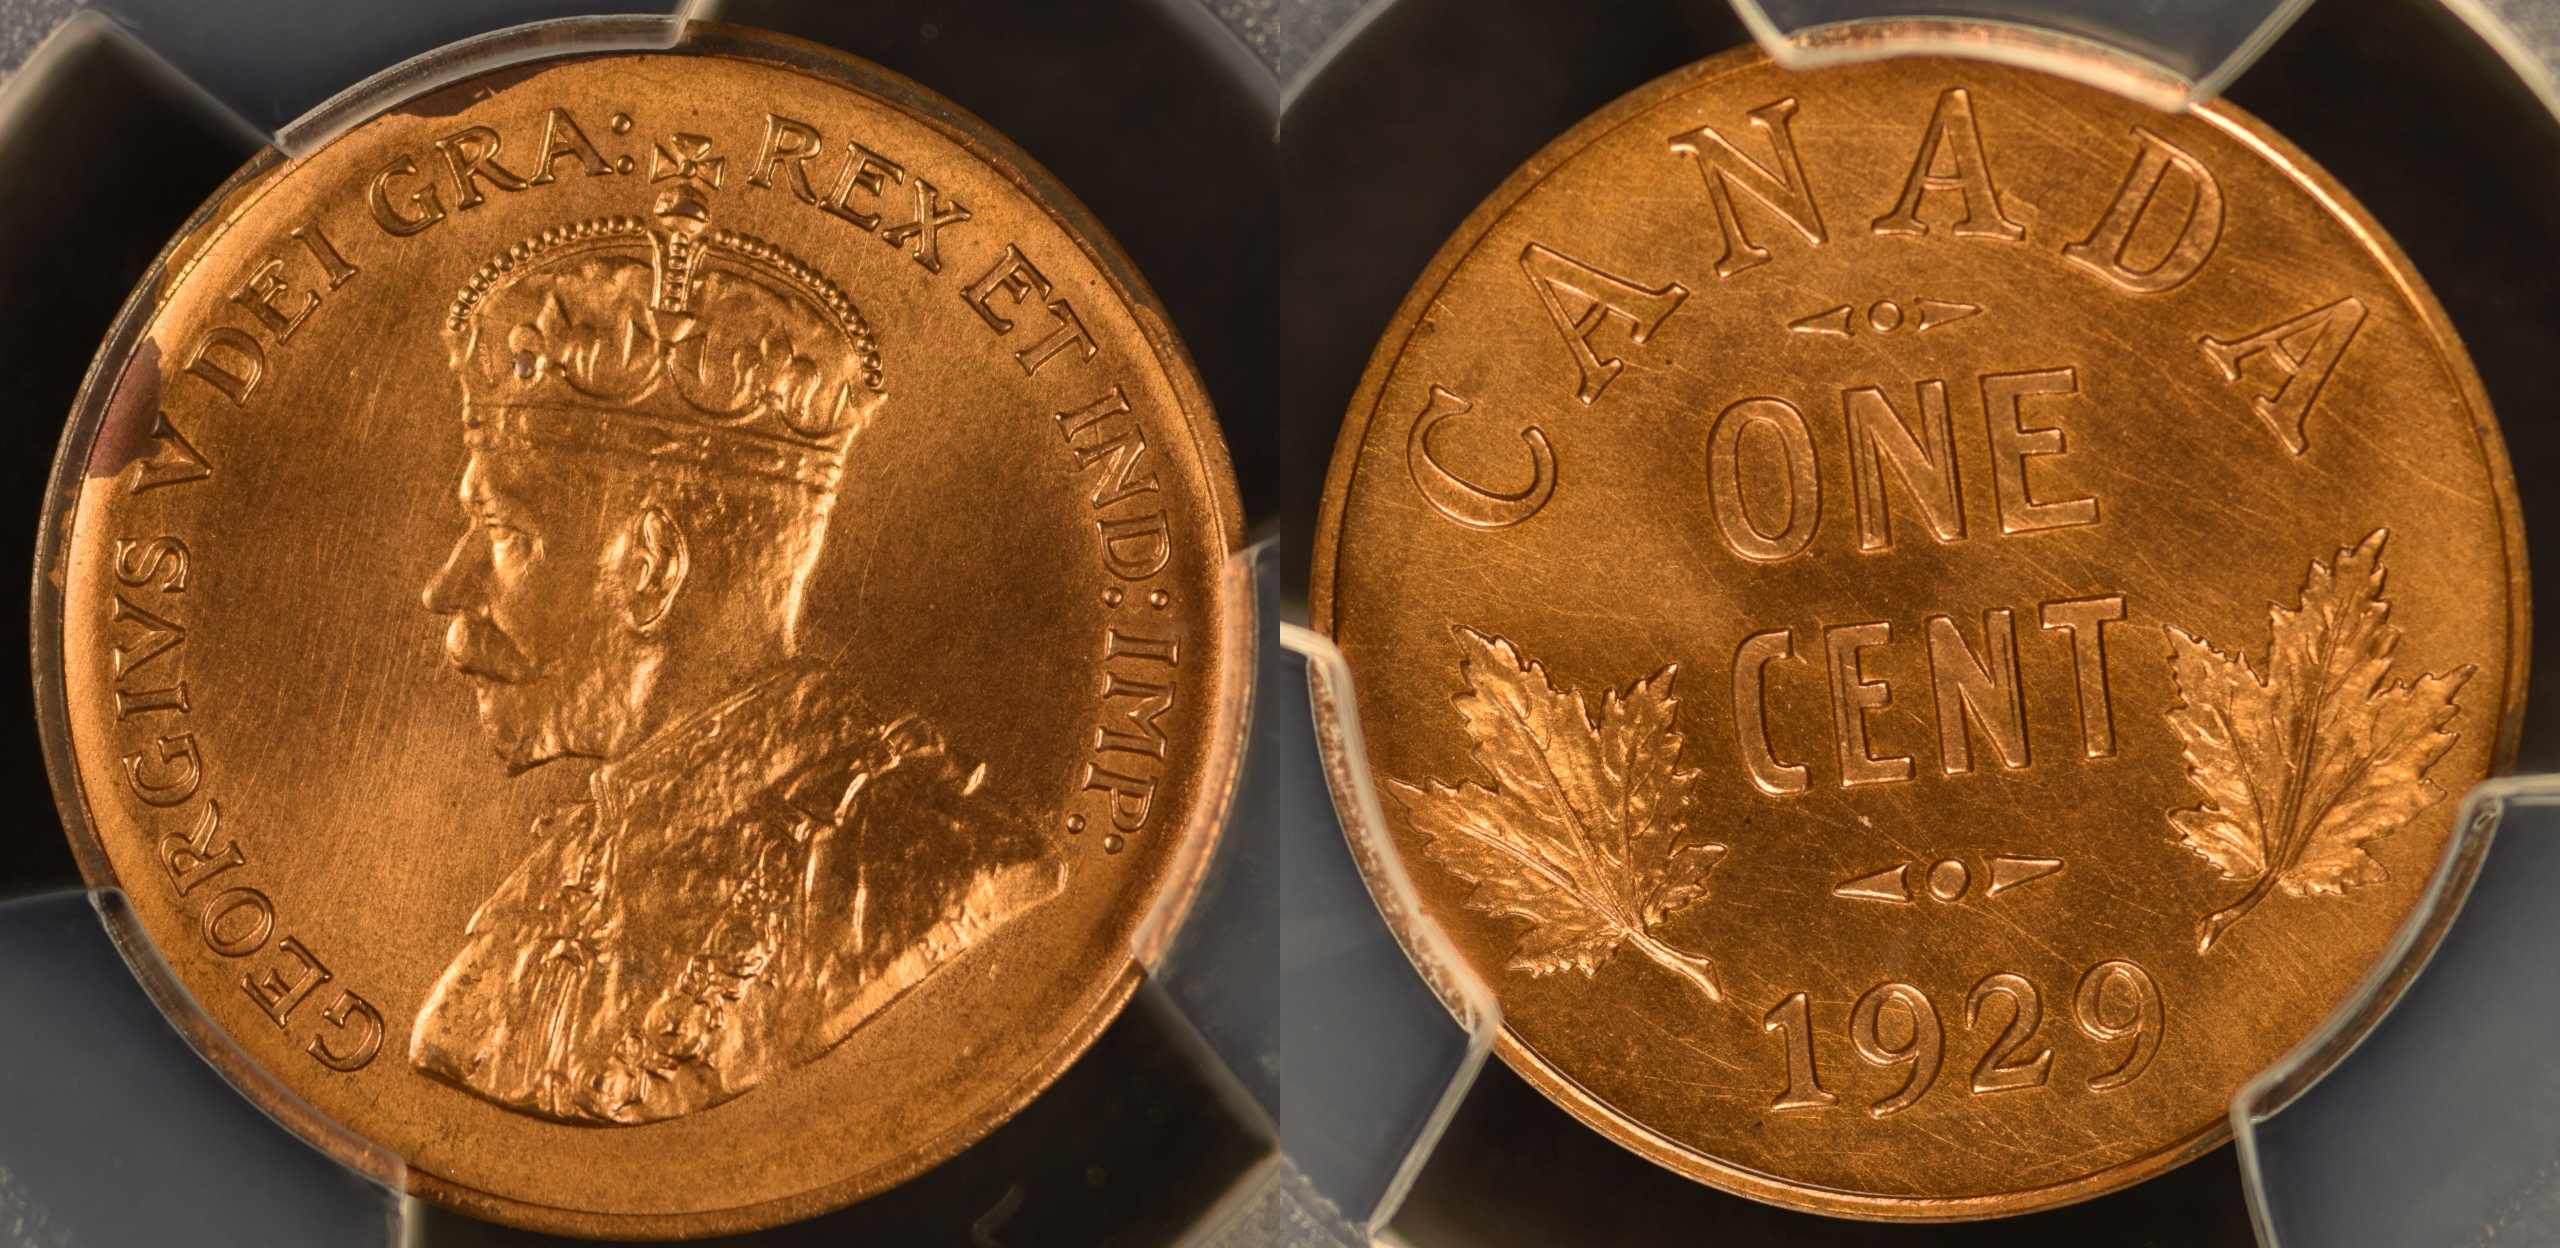 GEORGIVS V DEI GRA: REX ET IND: IMP:
CANADA
ONE
CENT
1929